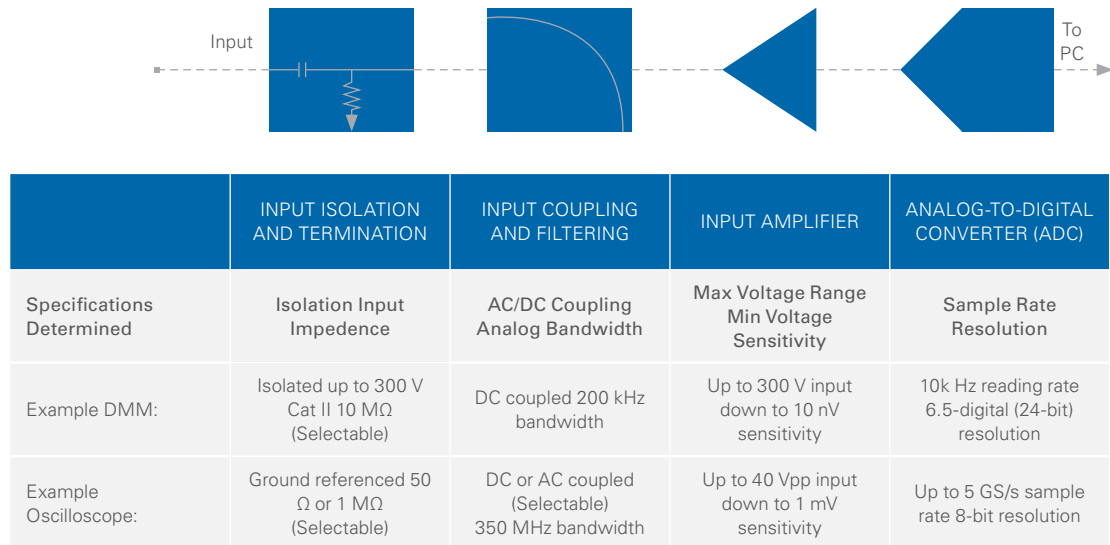 Input
To
PC
INPUT ISOLATION
AND TERMINATION
INPUT COUPLING
AND FILTERING
INPUT AMPLIFIER
ANALOG-TO-DIGITAL
CONVERTER (ADC)
Specifications
Determined
Isolation Input
Impedence
AC/DC Coupling
Analog Bandwidth
Max Voltage Range
Min Voltage
Sensitivity
Sample Rate
Resolution
Example DMM:
Isolated up to 300 V
Cat II 10 MΩ
(Selectable)
DC coupled 200 kHz
bandwidth
Up to 300 V input
down to 10 nV
sensitivity
10k Hz reading rate
6.5-digital (24-bit)
resolution
Example
Oscilloscope:
Ground referenced 50
Ω or 1 MΩ
(Selectable)
DC or AC coupled
(Selectable)
350 MHz bandwidth
Up to 40 Vpp input
down to 1 mV
sensitivity
Up to 5 GS/s sample
rate 8-bit resolution